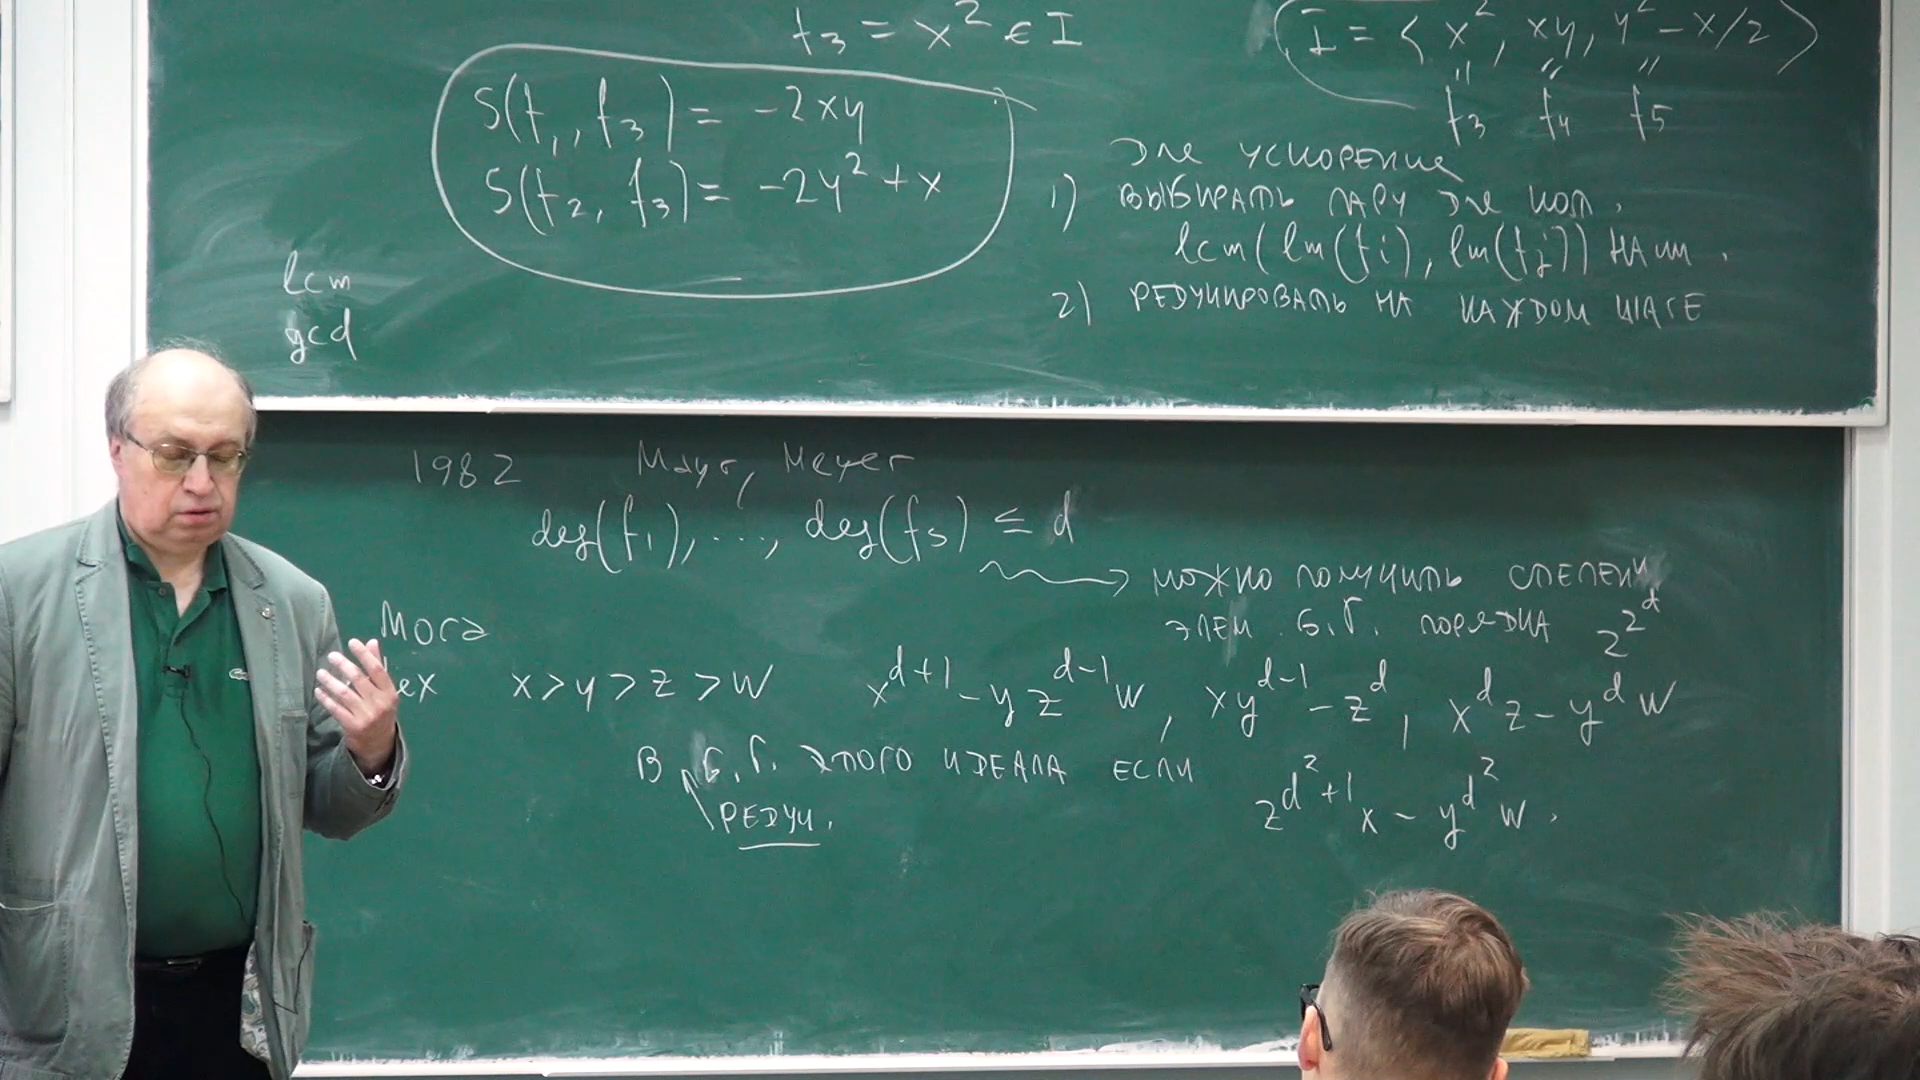 f₃ = x² ∈ I
I = < x², xy, y² - x/2 >
" " "
f₃ f₄ f₅
S(f₁, f₃) = -2xy
S(f₂, f₃) = -2y² + x
lcm
gcd
Для ускорения
1) выбирать пару для кот.
lcm(lm(fi), lm(fj)) наим.
2) редуцировать на каждом шаге
1982 Mayr, Meyer
deg(f₁), ..., deg(fₛ) ≤ d
можно получить степени
элем. Б.Г. порядка 2^{2^d}
Mora
lex x > y > z > w x^{d+1} - yz^{d-1}w, xy^{d-1} - z^d, x^d z - y^d w
В Б.Г. этого идеала есть z^{d²+1}x - y^{d²}w.
редуц.